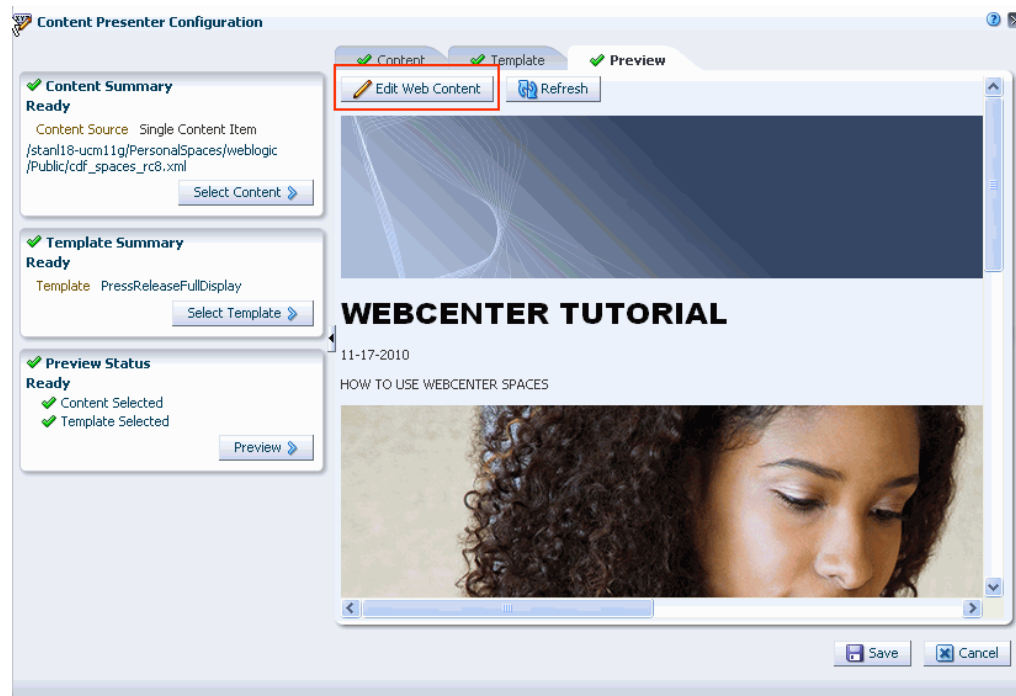 Content Presenter Configuration
Content
Template
Preview
Content Summary
Ready
Content Source Single Content Item
/stanl18-ucm11g/PersonalSpaces/weblogic
/Public/cdf_spaces_rc8.xml
Select Content
Template Summary
Ready
Template PressReleaseFullDisplay
Select Template
Preview Status
Ready
Content Selected
Template Selected
Preview
Edit Web Content
Refresh
WEBCENTER TUTORIAL
11-17-2010
HOW TO USE WEBCENTER SPACES
Save
Cancel